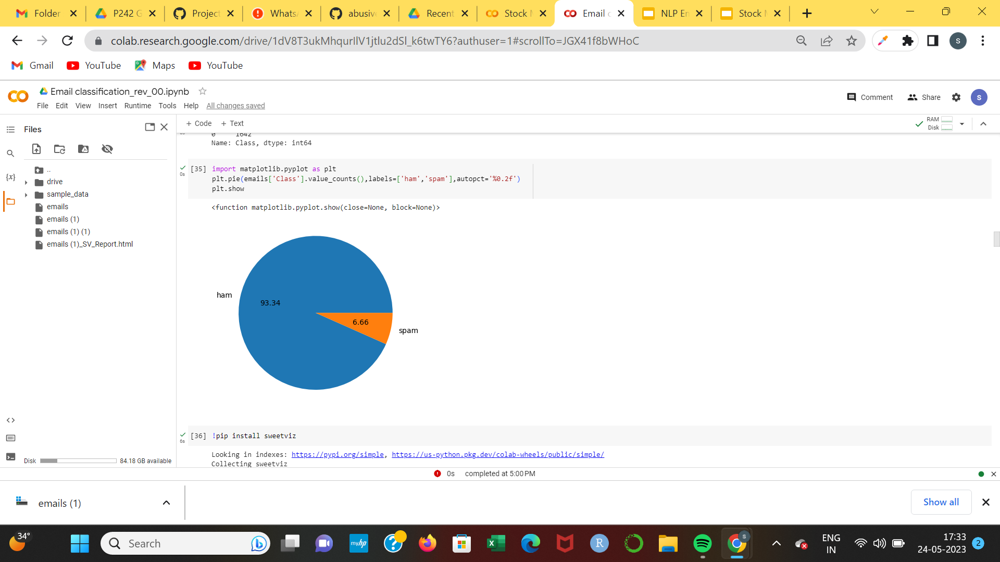 Folder
P242 G
Project
Whats
abusiv
Recent
Stock M
Email c
NLP En
Stock M
colab.research.google.com/drive/1dV8T3ukMhqurIlV1jtlu2dSl_k6twTY6?authuser=1#scrollTo=JGX41f8bWHoC
S
Gmail
YouTube
Maps
YouTube
Email classification_rev_00.ipynb
File Edit View Insert Runtime Tools Help All changes saved
Comment
Share
S
Files
+ Code + Text
RAM
Disk
..
drive
sample_data
emails
emails (1)
emails (1) (1)
emails (1)_SV_Report.html
Disk
84.18 GB available
0 1642
Name: Class, dtype: int64
0s
[35] import matplotlib.pyplot as plt
plt.pie(emails['Class'].value_counts(),labels=['ham','spam'],autopct='%0.2f')
plt.show
<function matplotlib.pyplot.show(close=None, block=None)>
ham
93.34
6.66
spam
6s
[36] !pip install sweetviz
Looking in indexes: https://pypi.org/simple, https://us-python.pkg.dev/colab-wheels/public/simple/
Collecting sweetviz
0s completed at 5:00 PM
emails (1)
Show all
34°
Search
myhp
ENG
IN
17:33
24-05-2023
2